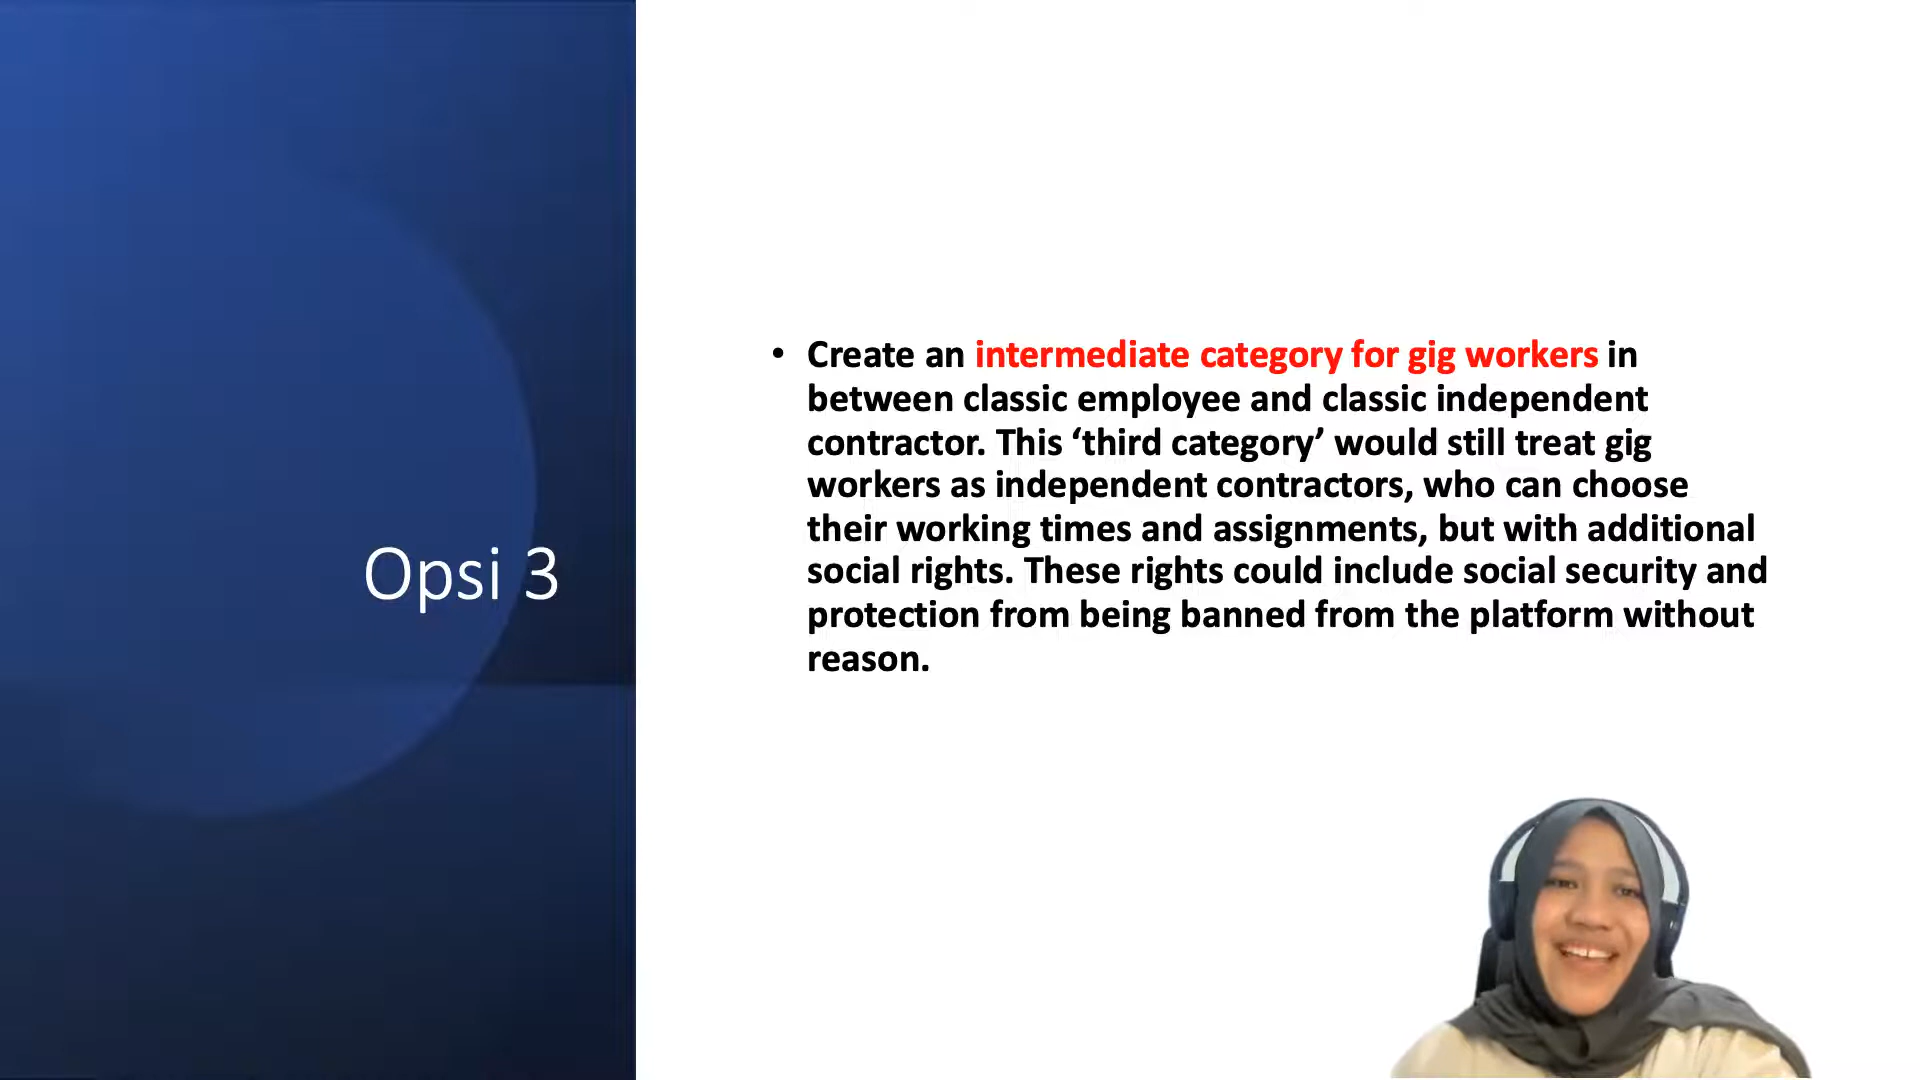 Opsi 3
• Create an intermediate category for gig workers in
between classic employee and classic independent
contractor. This ‘third category’ would still treat gig
workers as independent contractors, who can choose
their working times and assignments, but with additional
social rights. These rights could include social security and
protection from being banned from the platform without
reason.